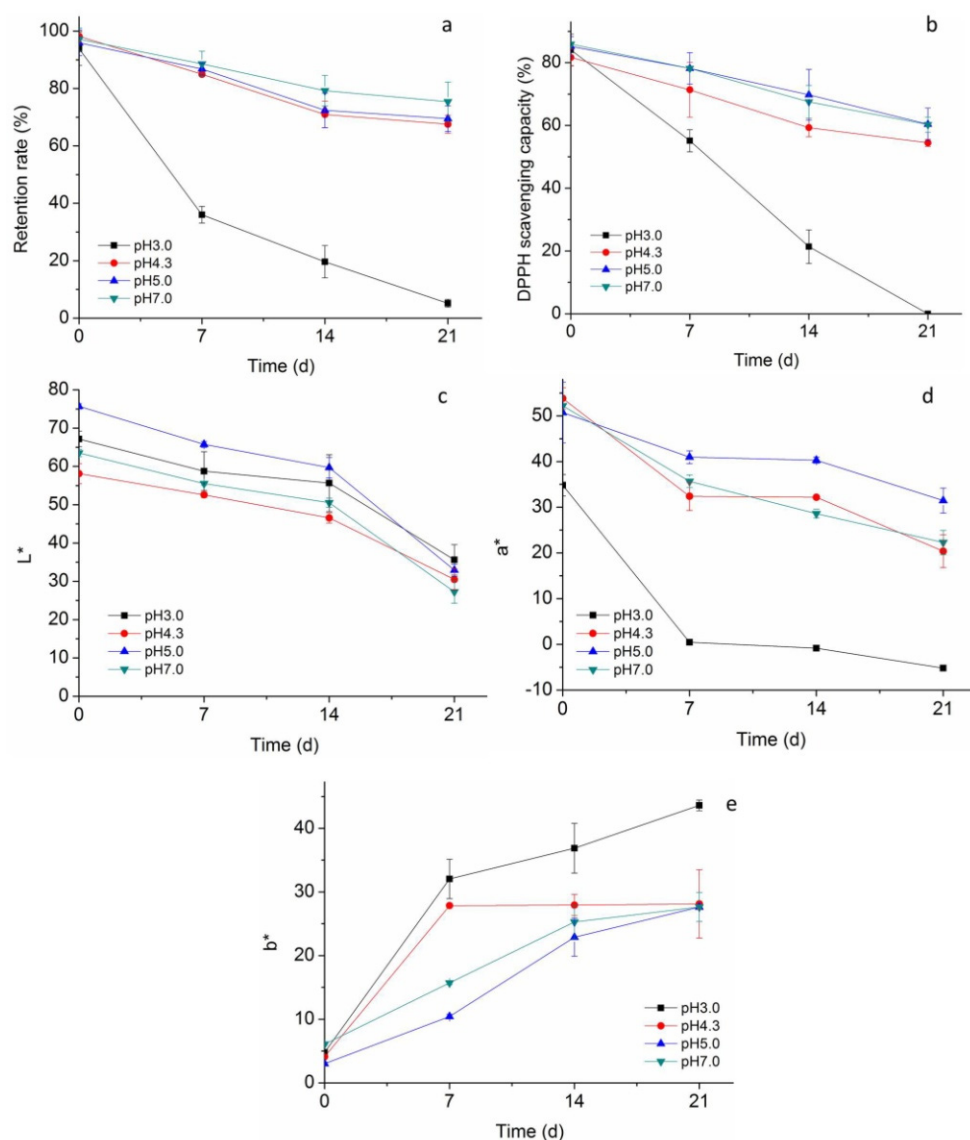 a
Retention rate (%)
100
80
60
40
20
0
pH3.0
pH4.3
pH5.0
pH7.0
0 7 14 21
Time (d)
b
DPPH scavenging capacity (%)
80
60
40
20
0
pH3.0
pH4.3
pH5.0
pH7.0
0 7 14 21
Time (d)
c
L*
80
70
60
50
40
30
20
10
0
pH3.0
pH4.3
pH5.0
pH7.0
0 7 14 21
Time (d)
d
a*
50
40
30
20
10
0
-10
pH3.0
pH4.3
pH5.0
pH7.0
0 7 14 21
Time (d)
e
b*
40
30
20
10
0
pH3.0
pH4.3
pH5.0
pH7.0
0 7 14 21
Time (d)